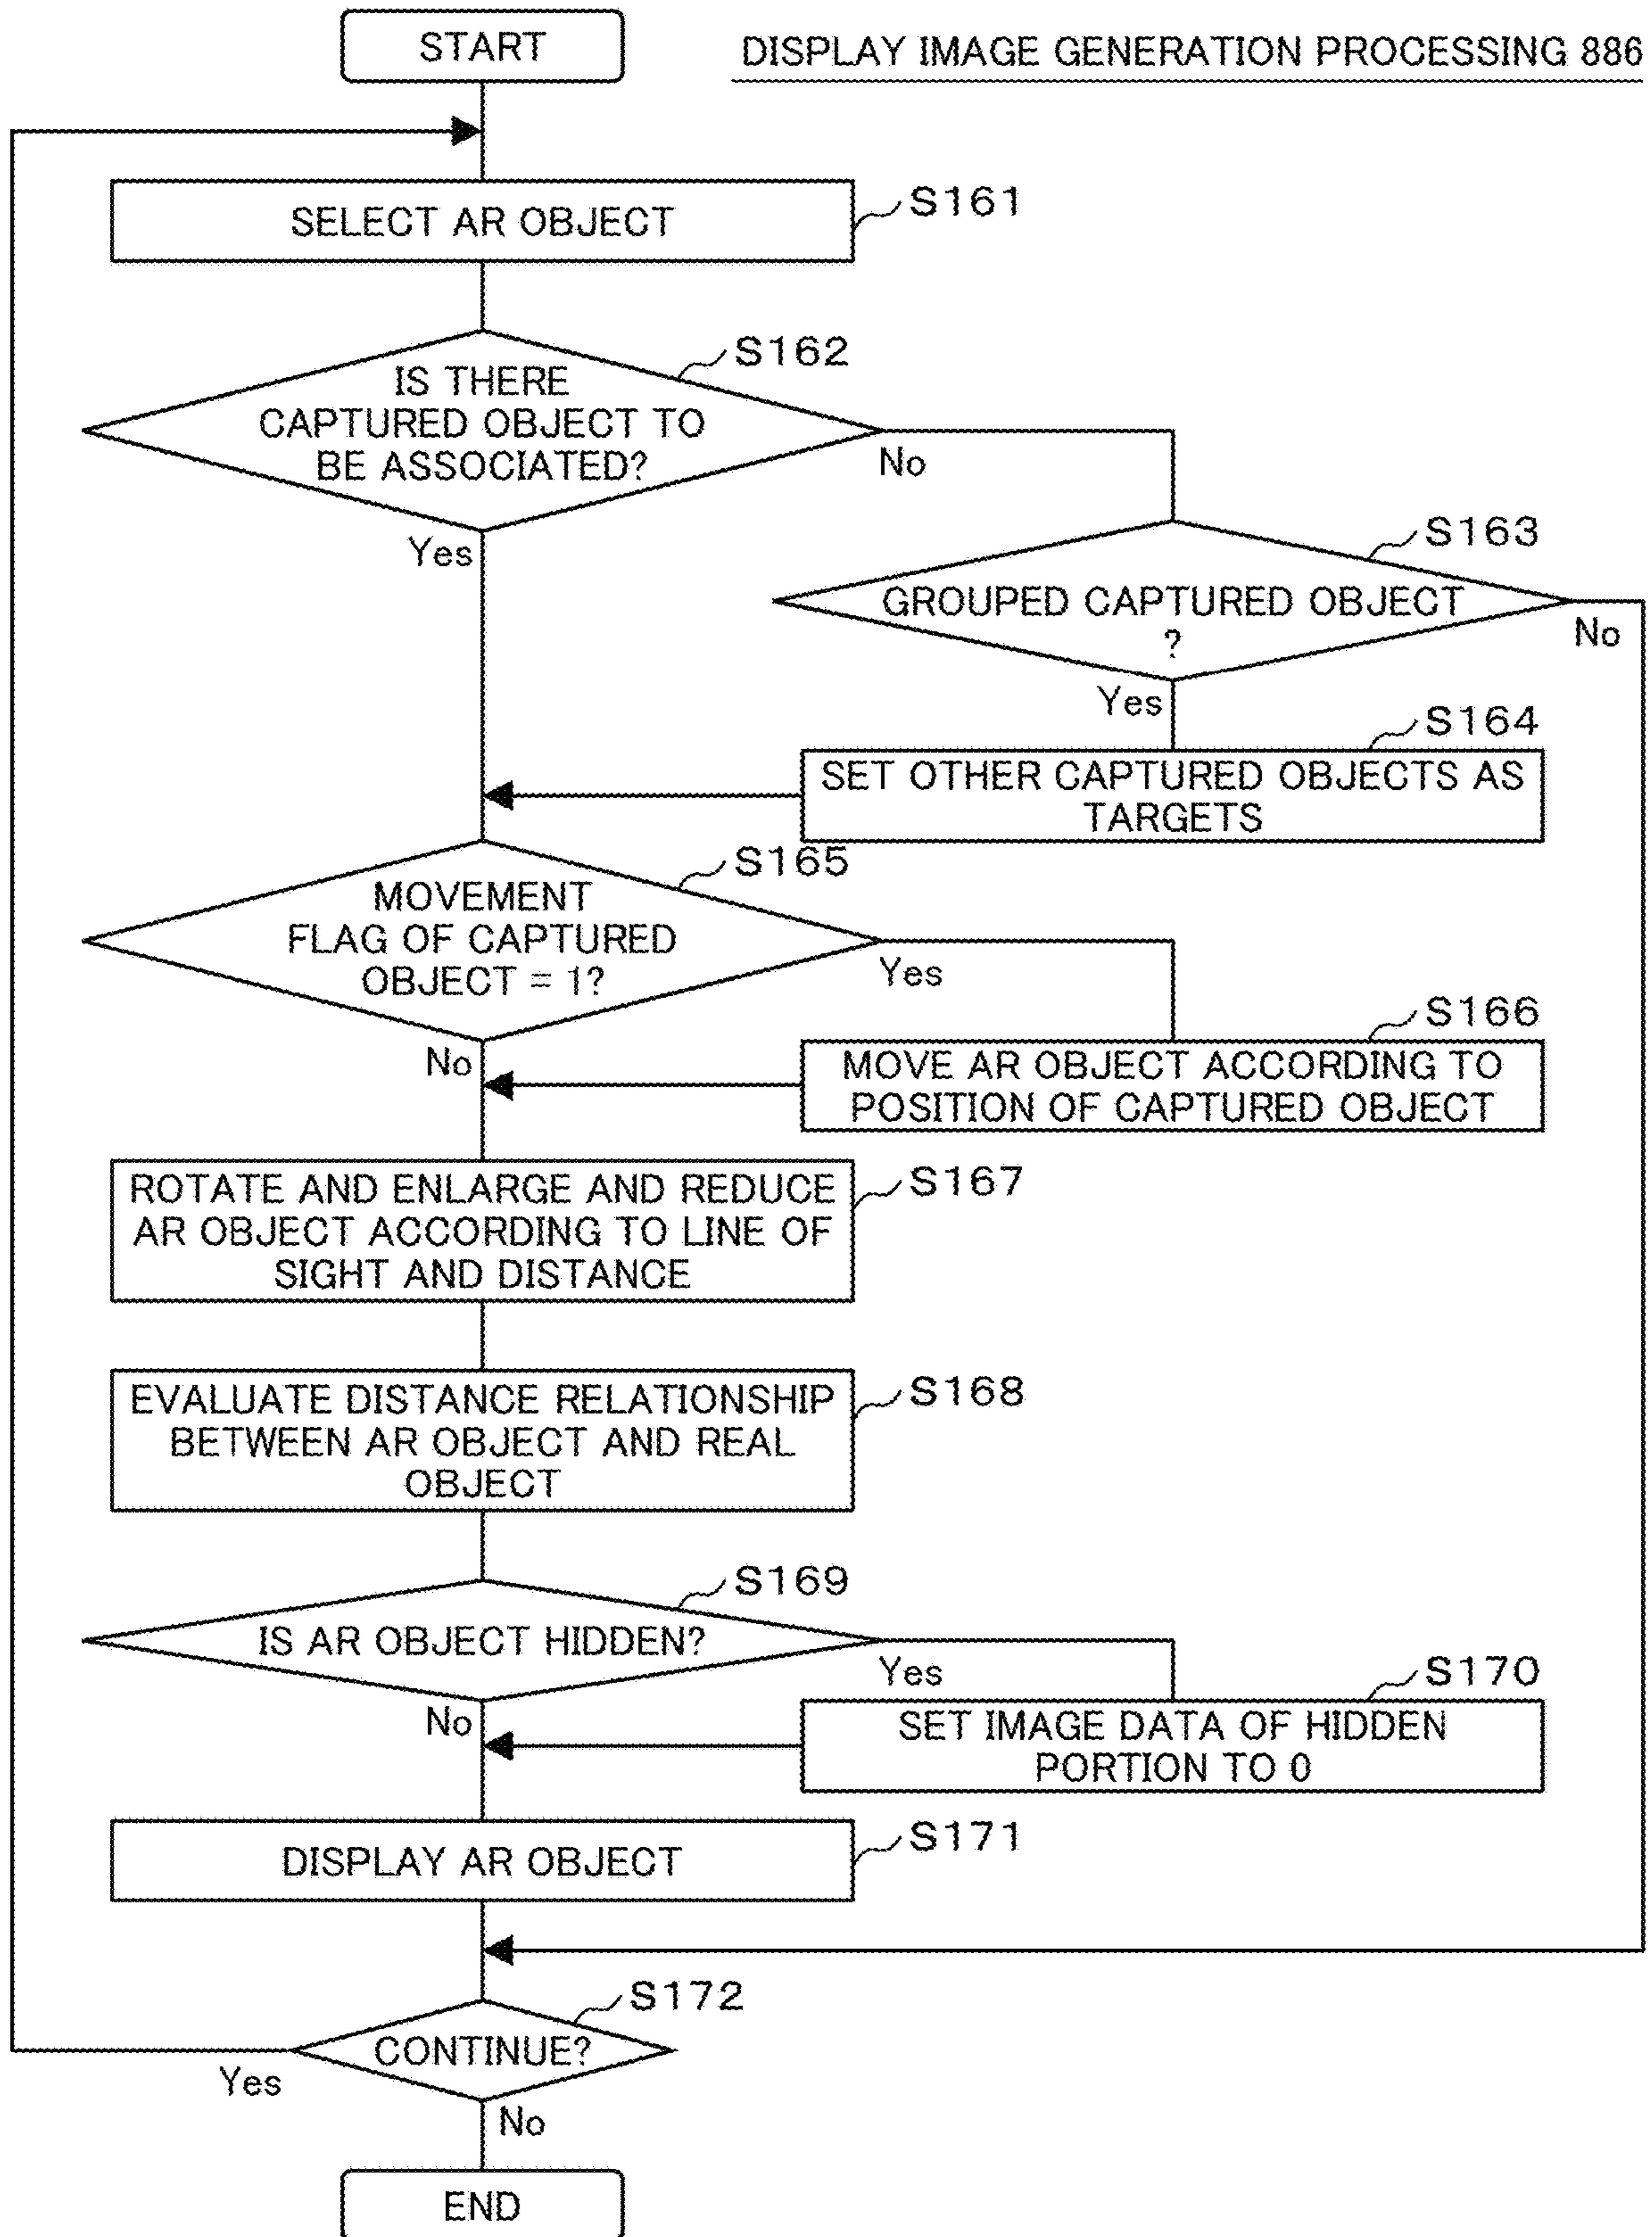 START
DISPLAY IMAGE GENERATION PROCESSING 886
SELECT AR OBJECT
S161
S162
IS THERE
CAPTURED OBJECT TO
BE ASSOCIATED?
No
Yes
S163
GROUPED CAPTURED OBJECT
?
No
Yes
S164
SET OTHER CAPTURED OBJECTS AS
TARGETS
S165
MOVEMENT
FLAG OF CAPTURED
OBJECT = 1?
Yes
No
S166
MOVE AR OBJECT ACCORDING TO
POSITION OF CAPTURED OBJECT
S167
ROTATE AND ENLARGE AND REDUCE
AR OBJECT ACCORDING TO LINE OF
SIGHT AND DISTANCE
S168
EVALUATE DISTANCE RELATIONSHIP
BETWEEN AR OBJECT AND REAL
OBJECT
S169
IS AR OBJECT HIDDEN?
Yes
No
S170
SET IMAGE DATA OF HIDDEN
PORTION TO 0
S171
DISPLAY AR OBJECT
S172
CONTINUE?
Yes
No
END